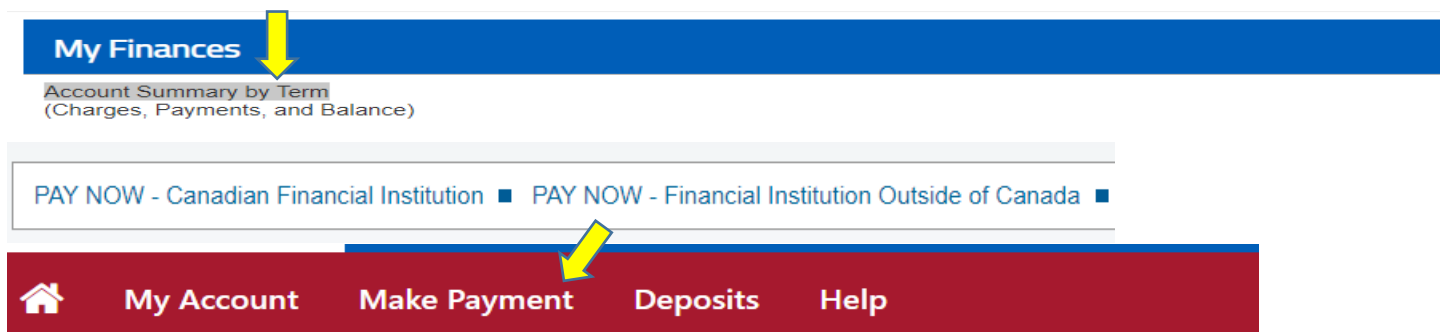 My Finances
Account Summary by Term
(Charges, Payments, and Balance)
PAY NOW - Canadian Financial Institution ■ PAY NOW - Financial Institution Outside of Canada ■
My Account Make Payment Deposits Help